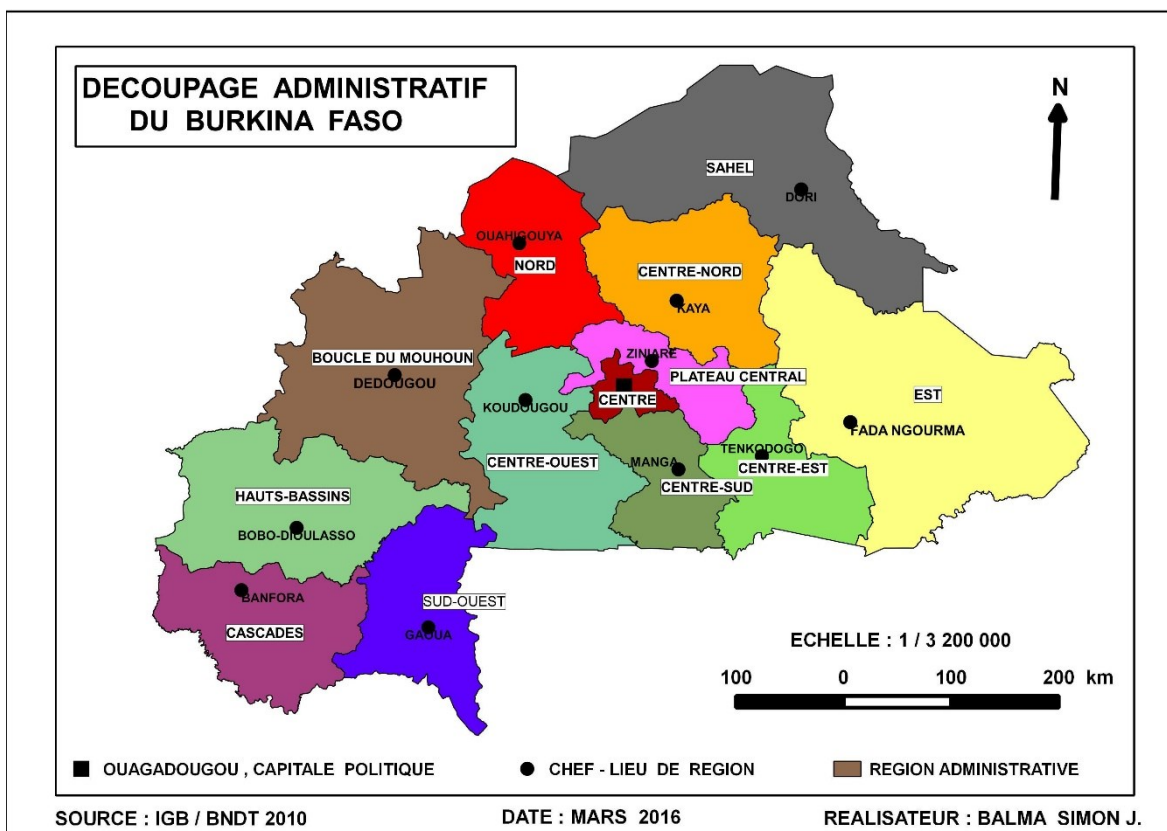 DECOUPAGE ADMINISTRATIF
DU BURKINA FASO
N
SAHEL
DORI
OUAHIGOUYA
NORD
CENTRE-NORD
KAYA
BOUCLE DU MOUHOUN
DEDOUGOU
ZINIARE
PLATEAU CENTRAL
CENTRE
KOUDOUGOU
EST
FADA NGOURMA
TENKODOGO
CENTRE-EST
MANGA
CENTRE-SUD
CENTRE-OUEST
HAUTS-BASSINS
BOBO-DIOULASSO
BANFORA
CASCADES
SUD-OUEST
GAOUA
ECHELLE : 1 / 3 200 000
100 0 100 200 km
OUAGADOUGOU , CAPITALE POLITIQUE
CHEF - LIEU DE REGION
REGION ADMINISTRATIVE
SOURCE : IGB / BNDT 2010
DATE : MARS 2016
REALISATEUR : BALMA SIMON J.